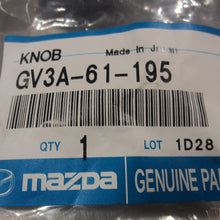 KNOB Made in Japan
GV3A-61-195
QTY 1 LOT 1D28
mazda GENUINE PA